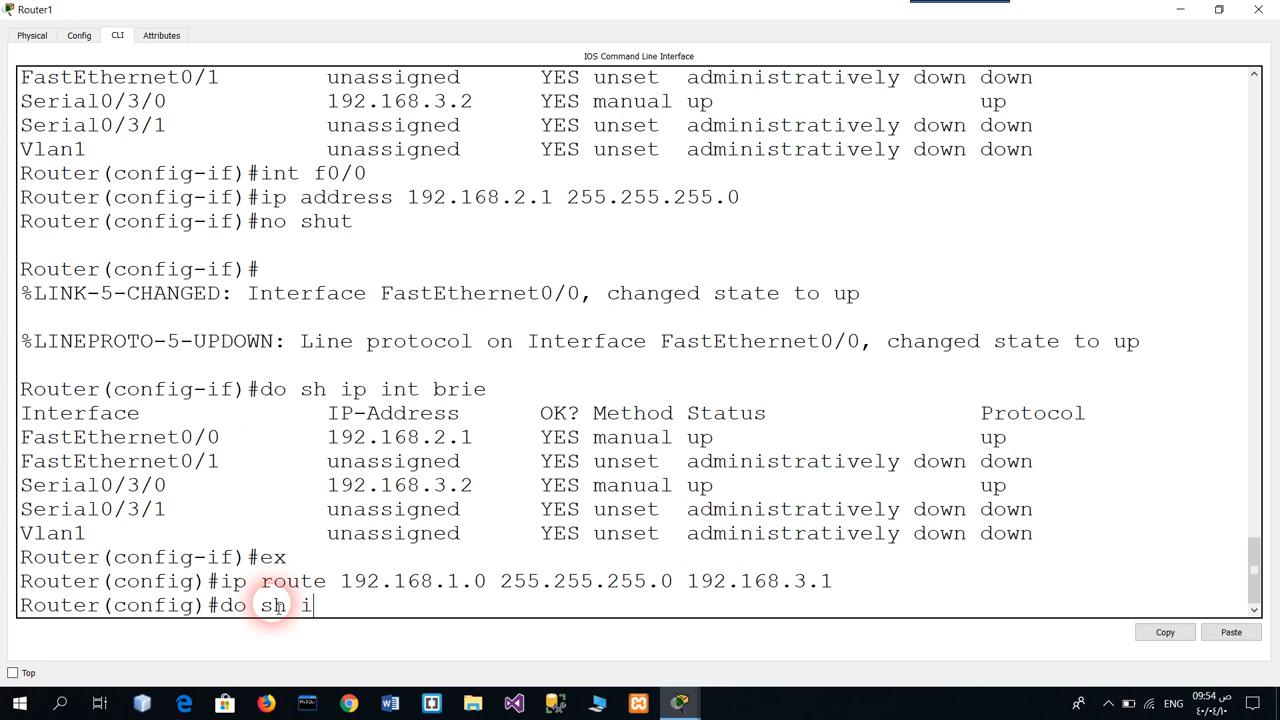 Router1
Physical Config CLI Attributes
IOS Command Line Interface
FastEthernet0/1 unassigned YES unset administratively down down
Serial0/3/0 192.168.3.2 YES manual up up
Serial0/3/1 unassigned YES unset administratively down down
Vlan1 unassigned YES unset administratively down down
Router(config-if)#int f0/0
Router(config-if)#ip address 192.168.2.1 255.255.255.0
Router(config-if)#no shut
Router(config-if)#
%LINK-5-CHANGED: Interface FastEthernet0/0, changed state to up
%LINEPROTO-5-UPDOWN: Line protocol on Interface FastEthernet0/0, changed state to up
Router(config-if)#do sh ip int brie
Interface IP-Address OK? Method Status Protocol
FastEthernet0/0 192.168.2.1 YES manual up up
FastEthernet0/1 unassigned YES unset administratively down down
Serial0/3/0 192.168.3.2 YES manual up up
Serial0/3/1 unassigned YES unset administratively down down
Vlan1 unassigned YES unset administratively down down
Router(config-if)#ex
Router(config)#ip route 192.168.1.0 255.255.255.0 192.168.3.1
Router(config)#do sh i
Copy Paste
Top
ENG 09:54 ص